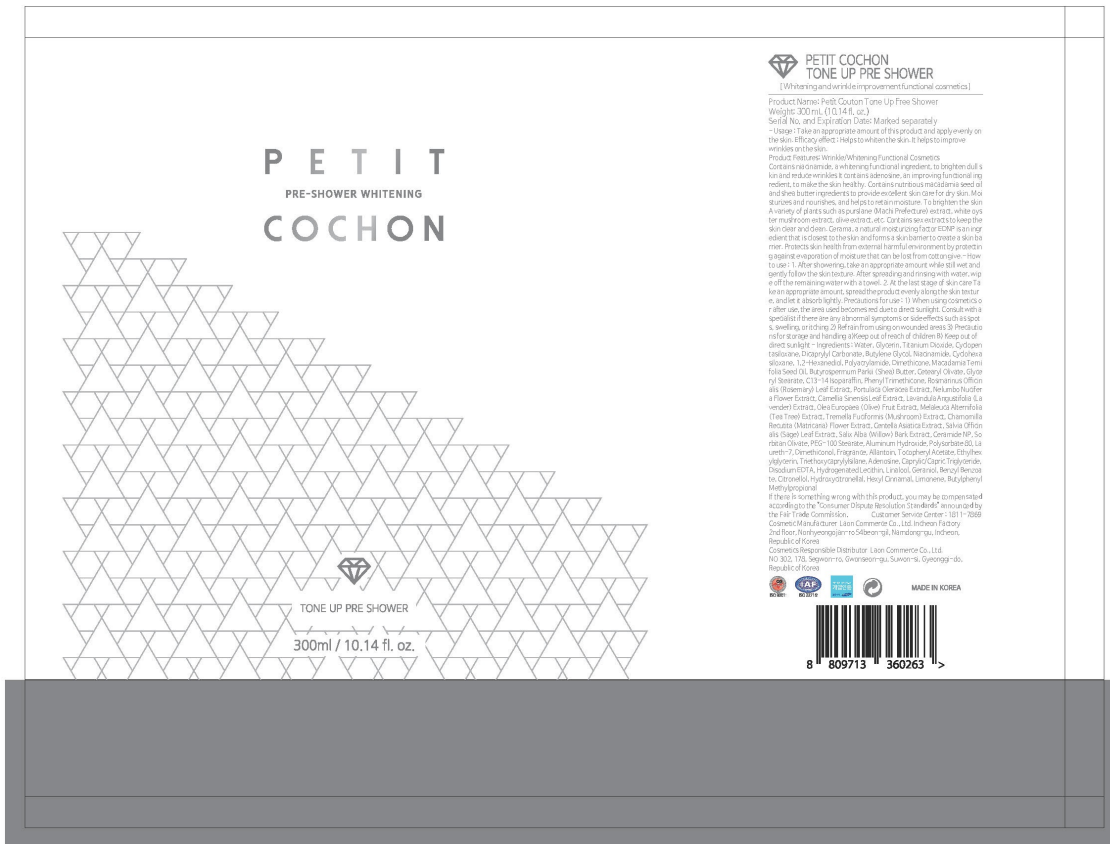 PETIT
PRE-SHOWER WHITENING
COCHON
TONE UP PRE SHOWER
300ml / 10.14 fl. oz.
PETIT COCHON
TONE UP PRE SHOWER
[ Whitening and wrinkle improvement functional cosmetics ]
Product Name: Petit Couton Tone Up Free Shower
Weight: 300 mL (10.14 fl. oz.)
Serial No. and Expiration Date: Marked separately
- Usage : Take an appropriate amount of this product and apply evenly on
the skin. Efficacy effect : Helps to whiten the skin. It helps to improve
wrinkles on the skin.
Product Features: Wrinkle/Whitening Functional Cosmetics
Contains niacinamide, a whitening functional ingredient, to brighten dull s
kin and reduce wrinkles It contains adenosine, an improving functional ing
redient, to make the skin healthy. Contains nutritious macadamia seed oil
and shea butter ingredients to provide excellent skin care for dry skin. Moi
sturizes and nourishes, and helps to retain moisture. To brighten the skin
A variety of plants such as purslane (Machi Prefecture) extract, white oys
ter mushroom extract, olive extract, etc. Contains sex extracts to keep the
skin clear and clean. Cerama, a natural moisturizing factor EDNP is an ingr
edient that is closest to the skin and forms a skin barrier to create a skin ba
rrier. Protects skin health from external harmful environment by protectin
g against evaporation of moisture that can be lost from cotton give. - How
to use : 1. After showering, take an appropriate amount while still wet and
gently follow the skin texture. After spreading and rinsing with water, wip
e off the remaining water with a towel. 2. At the last stage of skin care Ta
ke an appropriate amount, spread the product evenly along the skin textur
e, and let it absorb lightly. Precautions for use : 1) When using cosmetics o
r after use, the area used becomes red due to direct sunlight. Consult with a
specialist if there are any abnormal symptoms or side effects such as spot
s, swelling, or itching 2) Refrain from using on wounded areas 3) Precautio
ns for storage and handling a)Keep out of reach of children B) Keep out of
direct sunlight - Ingredients : Water, Glycerin, Titanium Dioxide, Cyclopen
tasiloxane, Dicaprylyl Carbonate, Butylene Glycol, Niacinamide, Cyclohexa
siloxane, 1,2-Hexanediol, Polyacrylamide, Dimethicone, Macadamia Terni
folia Seed Oil, Butyrospermum Parkii (Shea) Butter, Cetearyl Olivate, Glyce
ryl Stearate, C13-14 Isoparaffin, Phenyl Trimethicone, Rosmarinus Officin
alis (Rosemary) Leaf Extract, Portulaca Oleracea Extract, Nelumbo Nucifer
a Flower Extract, Camellia Sinensis Leaf Extract, Lavandula Angustifolia (La
vender) Extract, Olea Europaea (Olive) Fruit Extract, Melaleuca Alternifolia
(Tea Tree) Extract, Tremella Fuciformis (Mushroom) Extract, Chamomilla
Recutita (Matricaria) Flower Extract, Centella Asiatica Extract, Salvia Offici
nalis (Sage) Leaf Extract, Salix Alba (Willow) Bark Extract, Ceramide NP, So
rbitan Olivate, PEG-100 Stearate, Aluminum Hydroxide, Polysorbate 80, La
ureth-7, Dimethiconol, Fragrance, Allantoin, Tocopheryl Acetate, Ethylhex
ylglycerin, Triethoxycaprylylsilane, Adenosine, Caprylic/Capric Triglyceride,
Disodium EDTA, Hydrogenated Lecithin, Linalool, Geraniol, Benzyl Benzoa
te, Citronellol, Hydroxycitronellal, Hexyl Cinnamal, Limonene, Butylphenyl
Methylpropional
If there is something wrong with this product, you may be compensated
according to the "Consumer Dispute Resolution Standards" announced by
the Fair Trade Commission. Customer Service Center : 1811-7869
Cosmetic Manufacturer Laon Commerce Co., Ltd. Incheon Factory
2nd floor, Nonhyeongojan-ro 54beon-gil, Namdong-gu, Incheon,
Republic of Korea
Cosmetics Responsible Distributor Laon Commerce Co., Ltd.
NO 302, 178, Segwon-ro, Gwonseon-gu, Suwon-si, Gyeonggi-do,
Republic of Korea
IAF
MADE IN KOREA
8 809713 360263 >